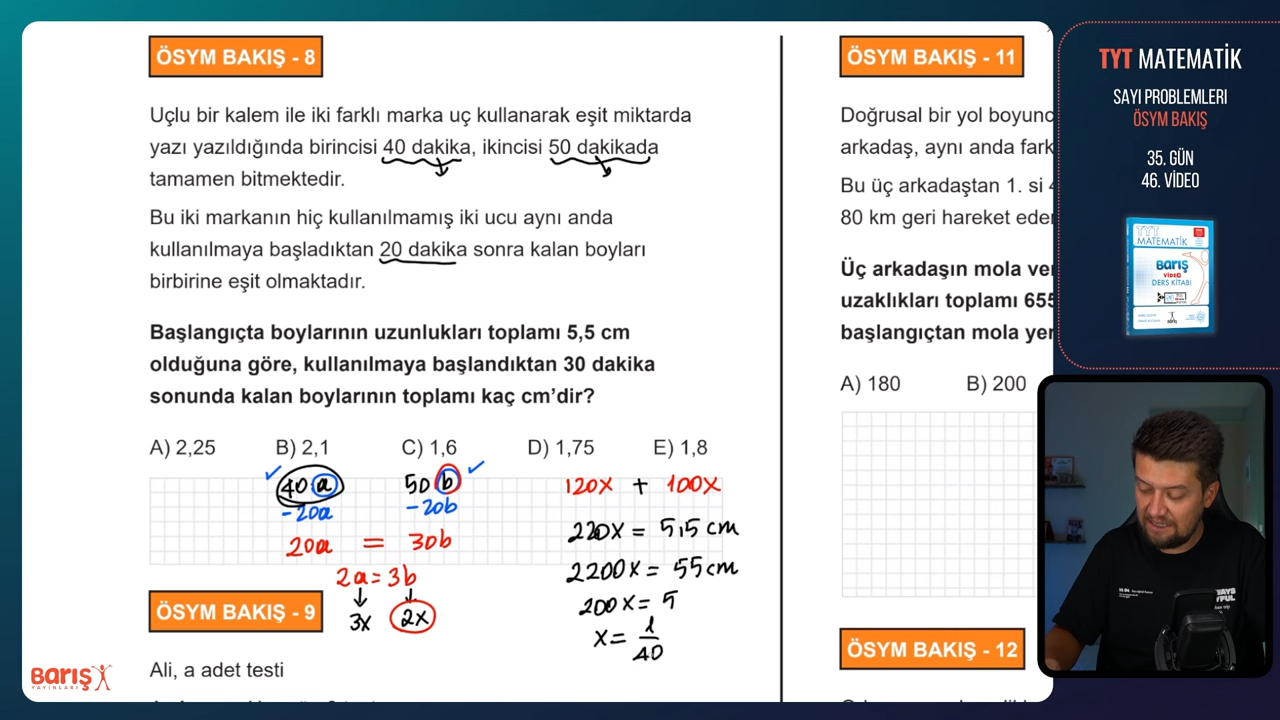 ÖSYM BAKIŞ - 8
Uçlu bir kalem ile iki farklı marka uç kullanarak eşit miktarda
yazı yazıldığında birincisi 40 dakika, ikincisi 50 dakikada
tamamen bitmektedir.
Bu iki markanın hiç kullanılmamış iki ucu aynı anda
kullanılmaya başladıktan 20 dakika sonra kalan boyları
birbirine eşit olmaktadır.
Başlangıçta boylarının uzunlukları toplamı 5,5 cm
olduğuna göre, kullanılmaya başlandıktan 30 dakika
sonunda kalan boylarının toplamı kaç cm'dir?
A) 2,25 B) 2,1 C) 1,6 D) 1,75 E) 1,8
40 a 50 b
-20a -20b
20a = 30b
2a = 3b
3x 2x
120x + 100x
220x = 5,5 cm
2200x = 55 cm
200x = 5
x = 1/40
ÖSYM BAKIŞ - 9
Ali, a adet testi
BARIŞ
YAYINLARI
ÖSYM BAKIŞ - 11
Doğrusal bir yol boyunc
arkadaş, aynı anda fark
Bu üç arkadaştan 1. si 4
80 km geri hareket ede
Üç arkadaşın mola ve
uzaklıkları toplamı 655
başlangıçtan mola yer
A) 180 B) 200
ÖSYM BAKIŞ - 12
TYT MATEMATİK
SAYI PROBLEMLERI
ÖSYM BAKIŞ
35. GÜN
46. VİDEO
TYT
MATEMATİK
BARIŞ
VİDEO
DERS KİTABI